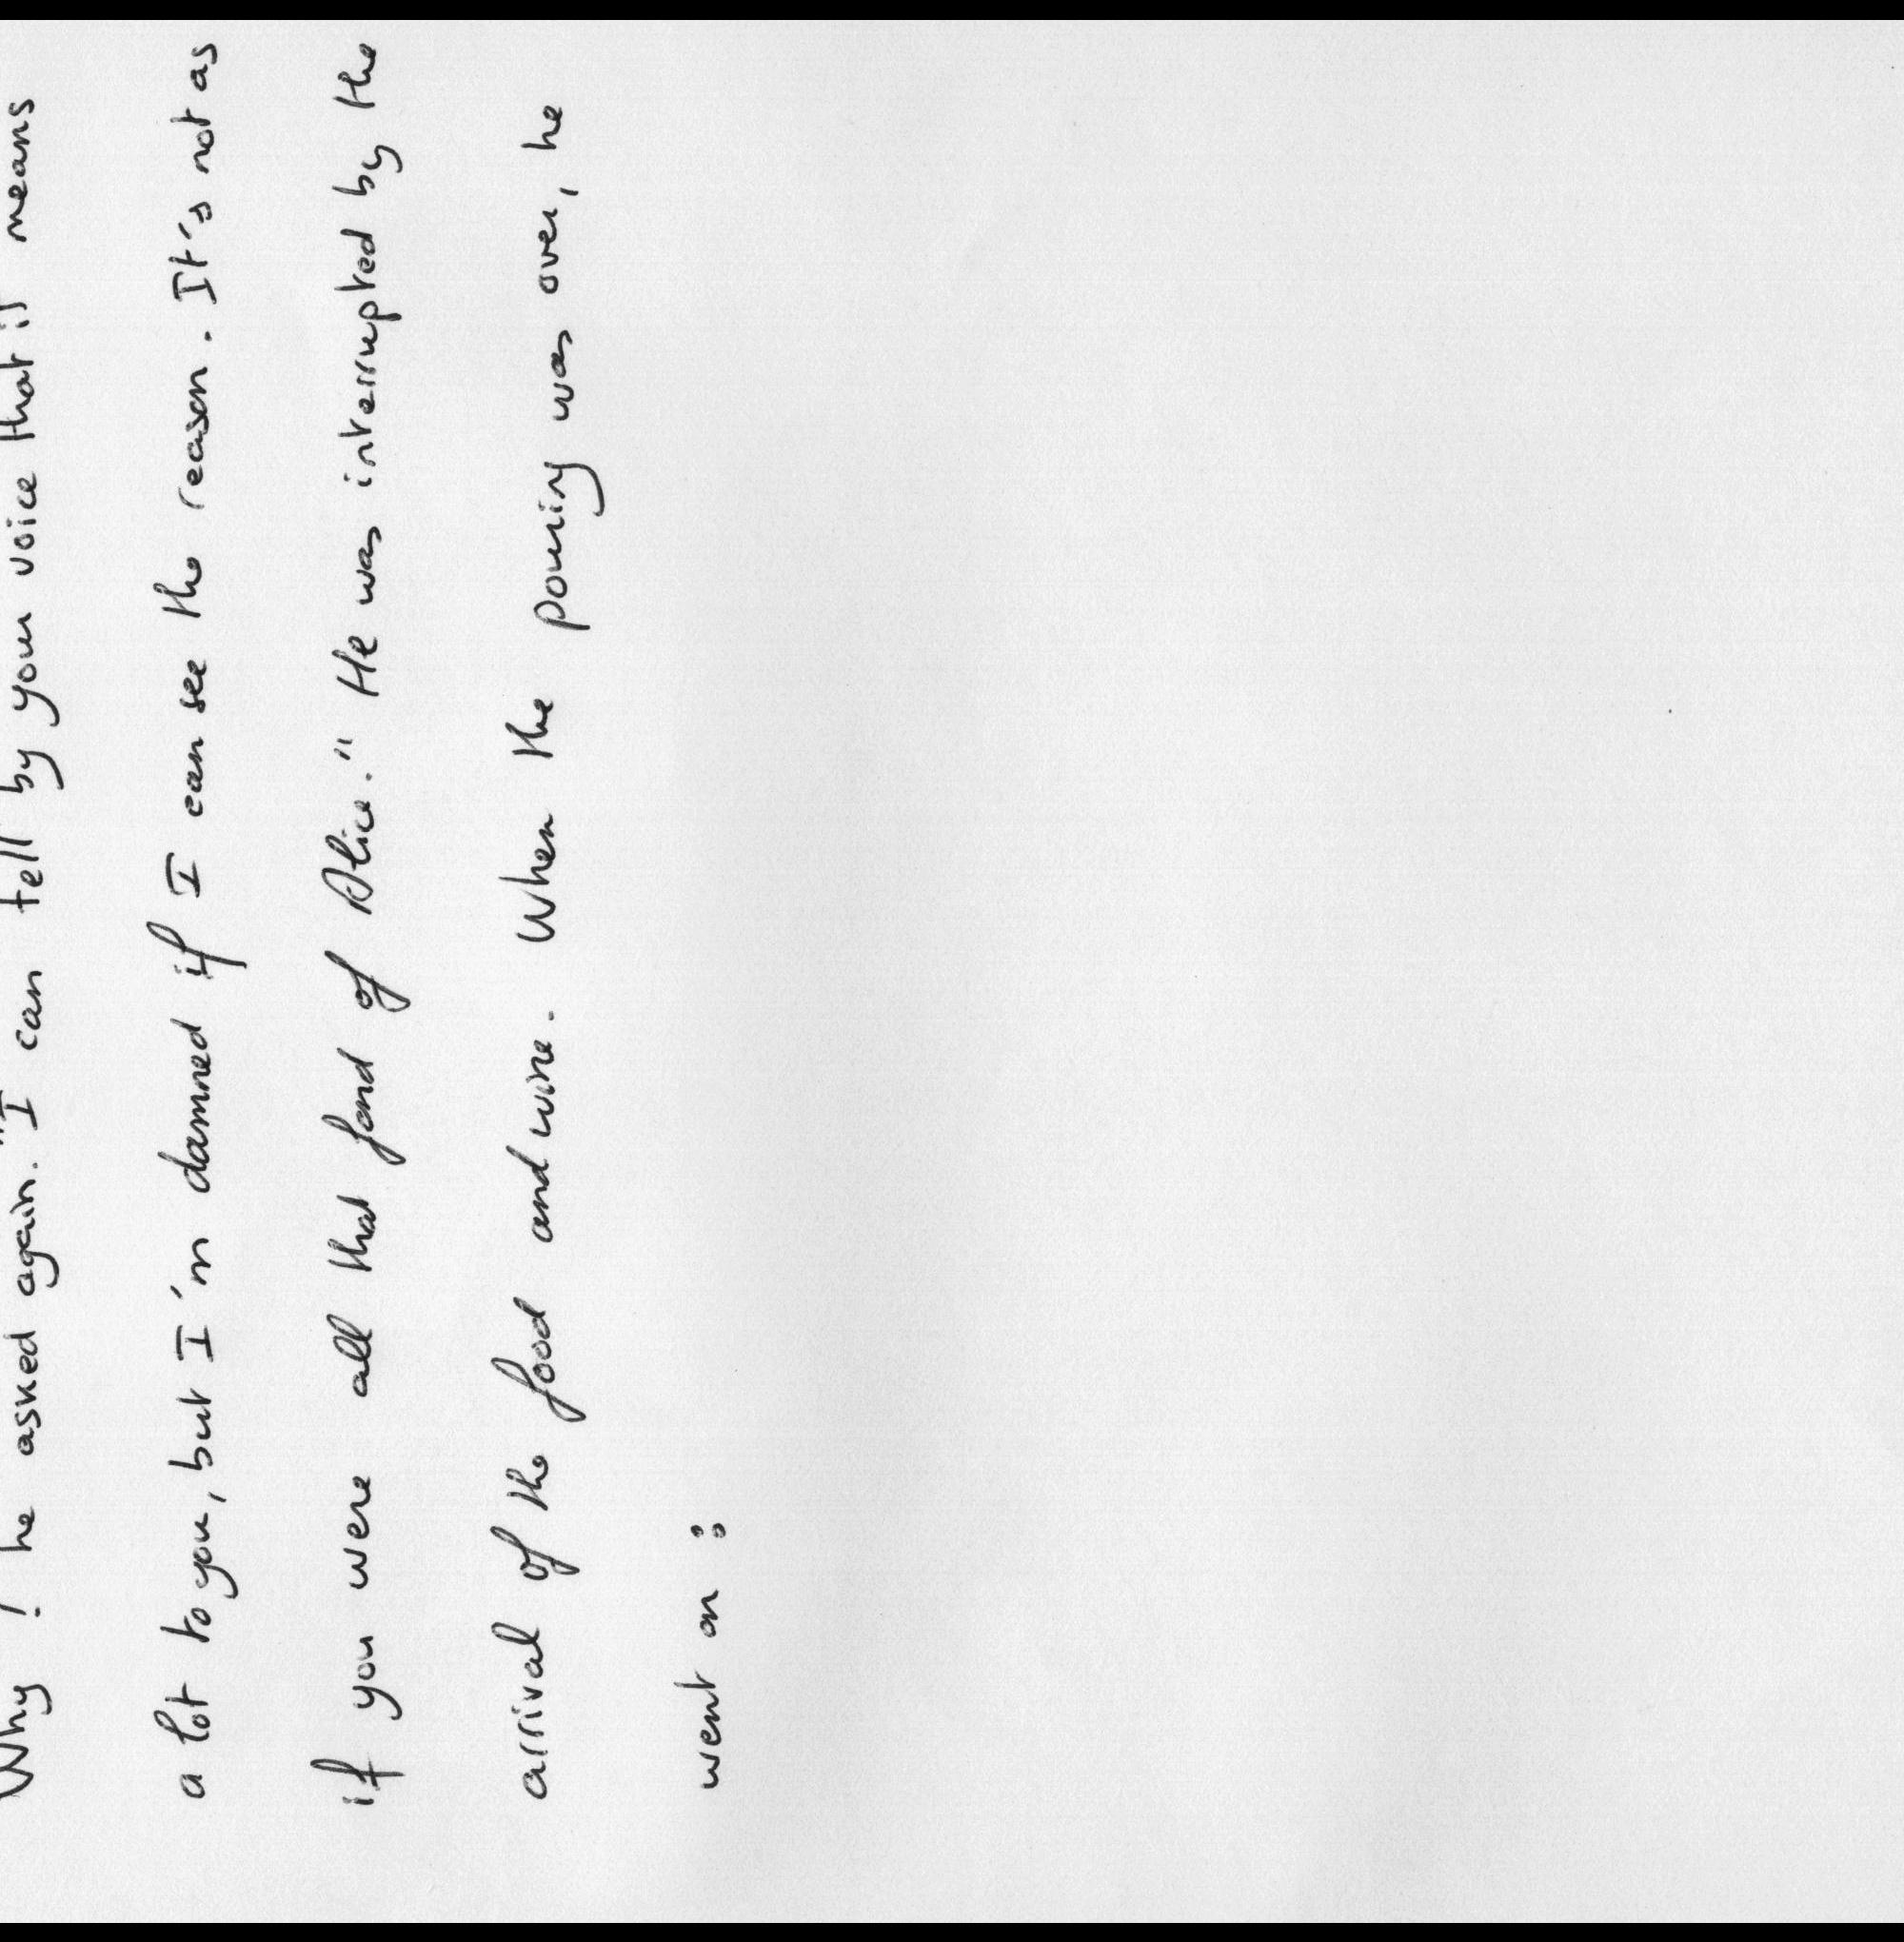 Why ? he asked again. "I can tell by your voice that it means
a lot to you, but I'm damned if I can see the reason. It's not as
if you were all that fond of Alice." He was interrupted by the
arrival of the food and wine. When the pouring was over, he
went on :